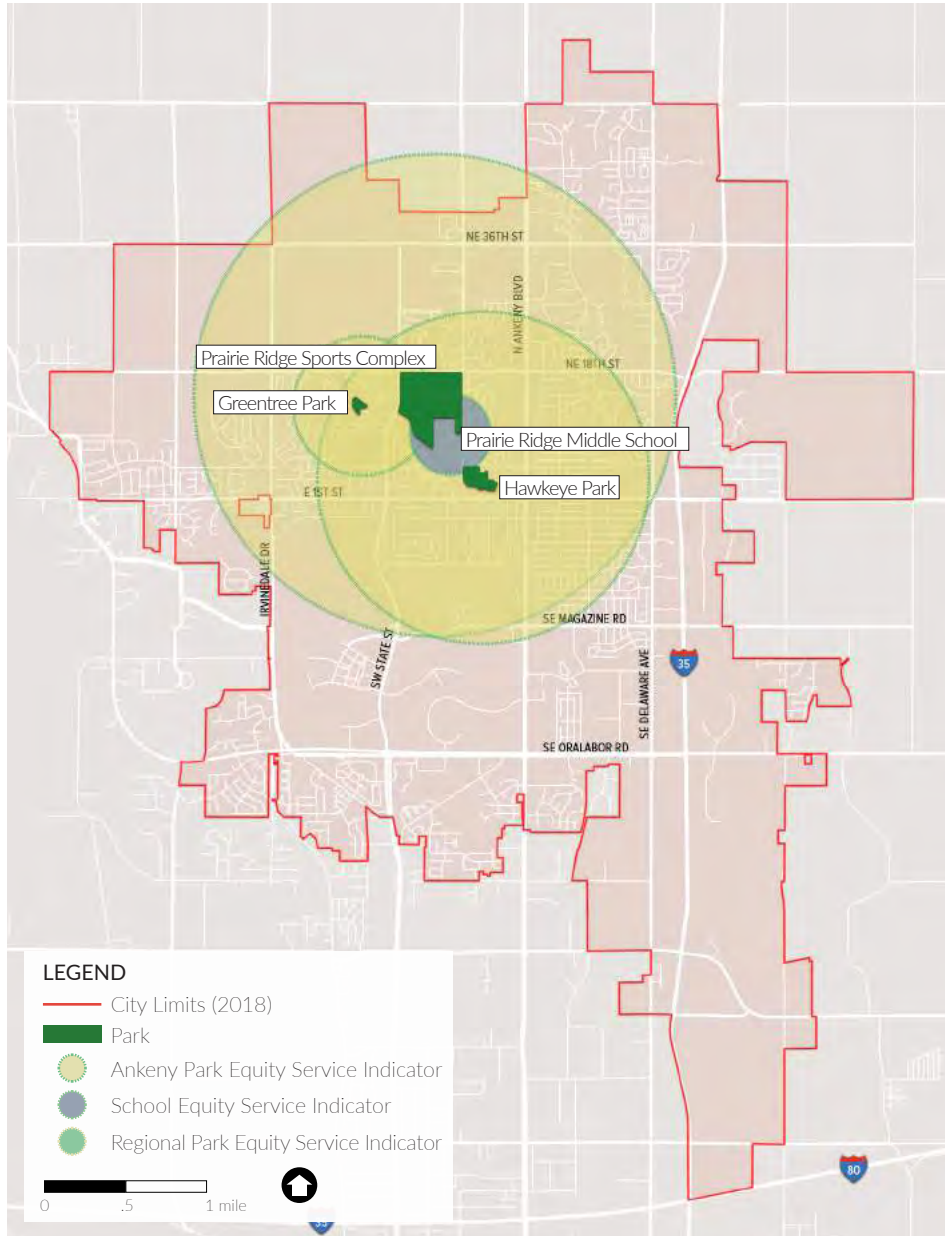 NE 36TH ST
N ANKENY BLVD
Prairie Ridge Sports Complex
NE 18TH ST
Greentree Park
Prairie Ridge Middle School
Hawkeye Park
E 1ST ST
IRVINEDALE DR
SE MAGAZINE RD
SW STATE ST
35
SE DELAWARE AVE
SE ORALABOR RD
LEGEND
City Limits (2018)
Park
Ankeny Park Equity Service Indicator
School Equity Service Indicator
Regional Park Equity Service Indicator
0 .5 1 mile
80
35